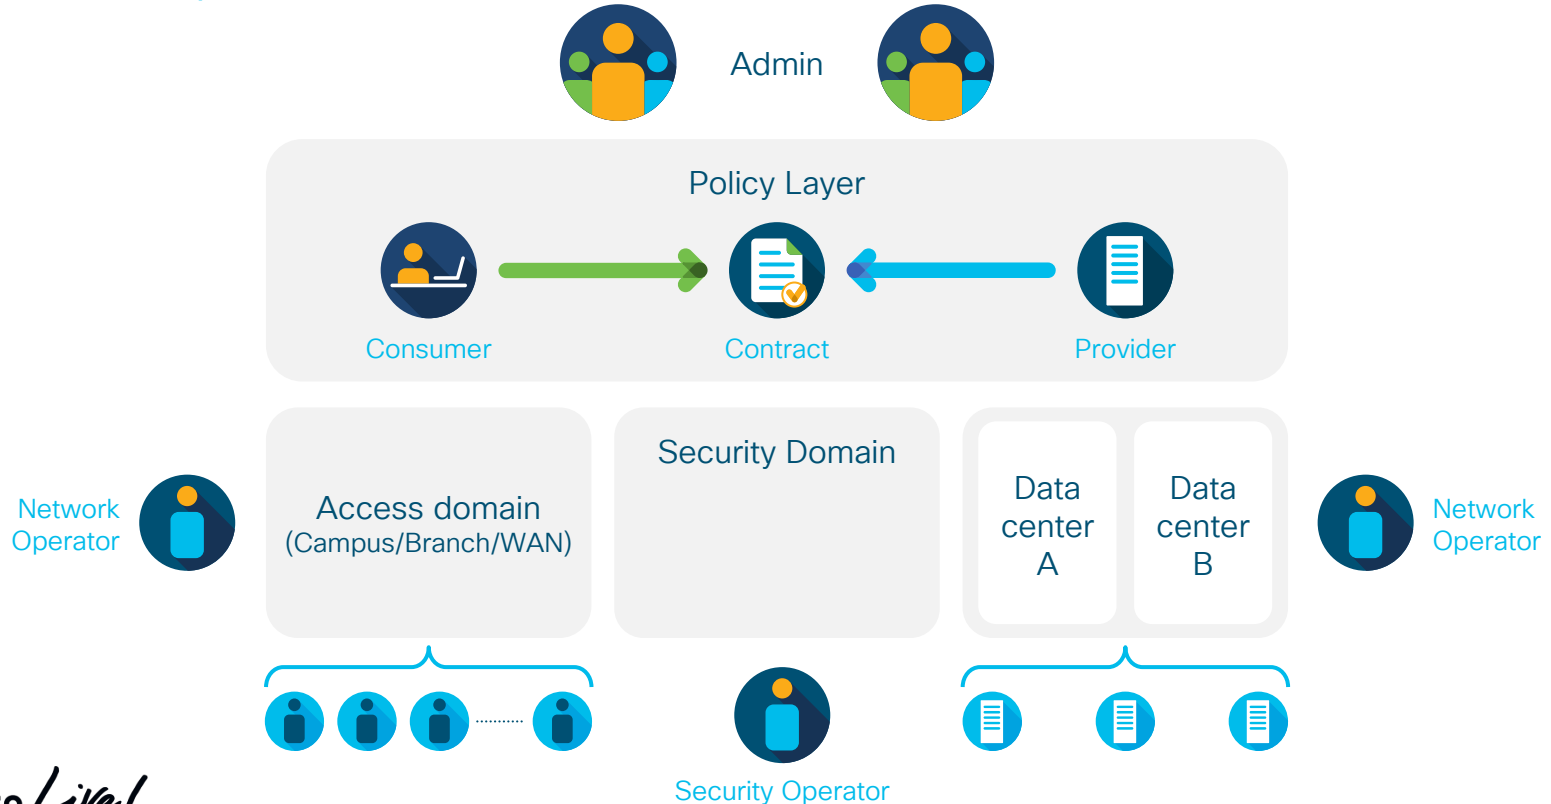 Admin
Policy Layer
Consumer
Contract
Provider
Security Domain
Access domain
(Campus/Branch/WAN)
Data
center
A
Data
center
B
Network
Operator
Network
Operator
Security Operator
Live!